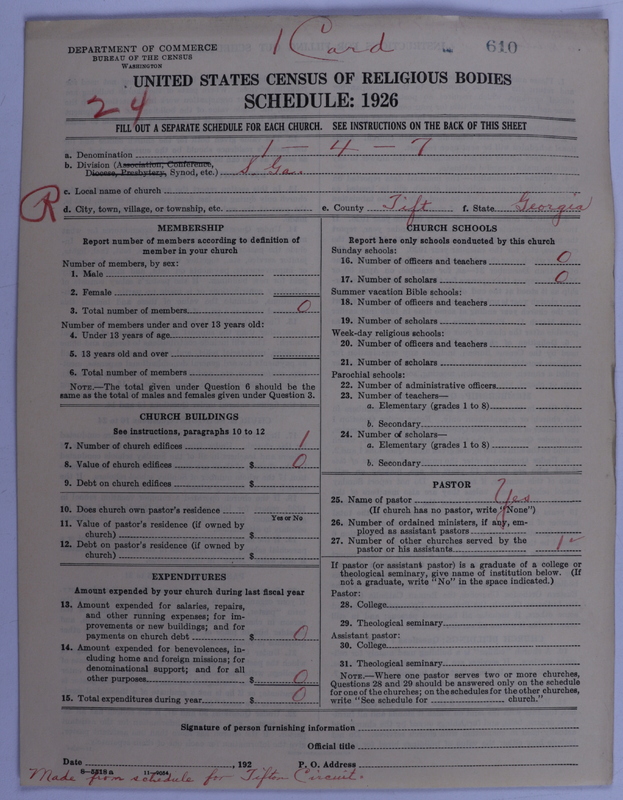 1 Card
610
DEPARTMENT OF COMMERCE
BUREAU OF THE CENSUS
WASHINGTON
UNITED STATES CENSUS OF RELIGIOUS BODIES
24
SCHEDULE: 1926
FILL OUT A SEPARATE SCHEDULE FOR EACH CHURCH. SEE INSTRUCTIONS ON THE BACK OF THIS SHEET
a. Denomination 1 - 4 - 7
b. Division (Association, Conference,
Diocese, Presbytery, Synod, etc.) S. Ga.
R
c. Local name of church
d. City, town, village, or township, etc. e. County Tift f. State Georgia
MEMBERSHIP
Report number of members according to definition of
member in your church
Number of members, by sex:
1. Male
2. Female
3. Total number of members 0
Number of members under and over 13 years old:
4. Under 13 years of age
5. 13 years old and over
6. Total number of members
NOTE.—The total given under Question 6 should be the
same as the total of males and females given under Question 3.
CHURCH BUILDINGS
See instructions, paragraphs 10 to 12
7. Number of church edifices 1
8. Value of church edifices $ 0
9. Debt on church edifices $
10. Does church own pastor's residence
Yes or No
11. Value of pastor's residence (if owned by
church) $
12. Debt on pastor's residence (if owned by
church) $
EXPENDITURES
Amount expended by your church during last fiscal year
13. Amount expended for salaries, repairs,
and other running expenses; for im-
provements or new buildings; and for
payments on church debt $ 0
14. Amount expended for benevolences, in-
cluding home and foreign missions; for
denominational support; and for all
other purposes $ 0
15. Total expenditures during year $ 0
CHURCH SCHOOLS
Report here only schools conducted by this church
Sunday schools:
16. Number of officers and teachers 0
17. Number of scholars 0
Summer vacation Bible schools:
18. Number of officers and teachers
19. Number of scholars
Week-day religious schools:
20. Number of officers and teachers
21. Number of scholars
Parochial schools:
22. Number of administrative officers
23. Number of teachers—
a. Elementary (grades 1 to 8)
b. Secondary
24. Number of scholars—
a. Elementary (grades 1 to 8)
b. Secondary
PASTOR
25. Name of pastor Yes
(If church has no pastor, write "None")
26. Number of ordained ministers, if any, em-
ployed as assistant pastors
27. Number of other churches served by the
pastor or his assistants 1
If pastor (or assistant pastor) is a graduate of a college or
theological seminary, give name of institution below. (If
not a graduate, write "No" in the space indicated.)
Pastor:
28. College
29. Theological seminary
Assistant pastor:
30. College
31. Theological seminary
NOTE.—Where one pastor serves two or more churches,
Questions 28 and 29 should be answered only on the schedule
for one of the churches; on the schedules for the other churches,
write "See schedule for church."
Signature of person furnishing information
Official title
Date , 192 P. O. Address
8-5218a 11-9054
Made from schedule for Tifton Circuit.